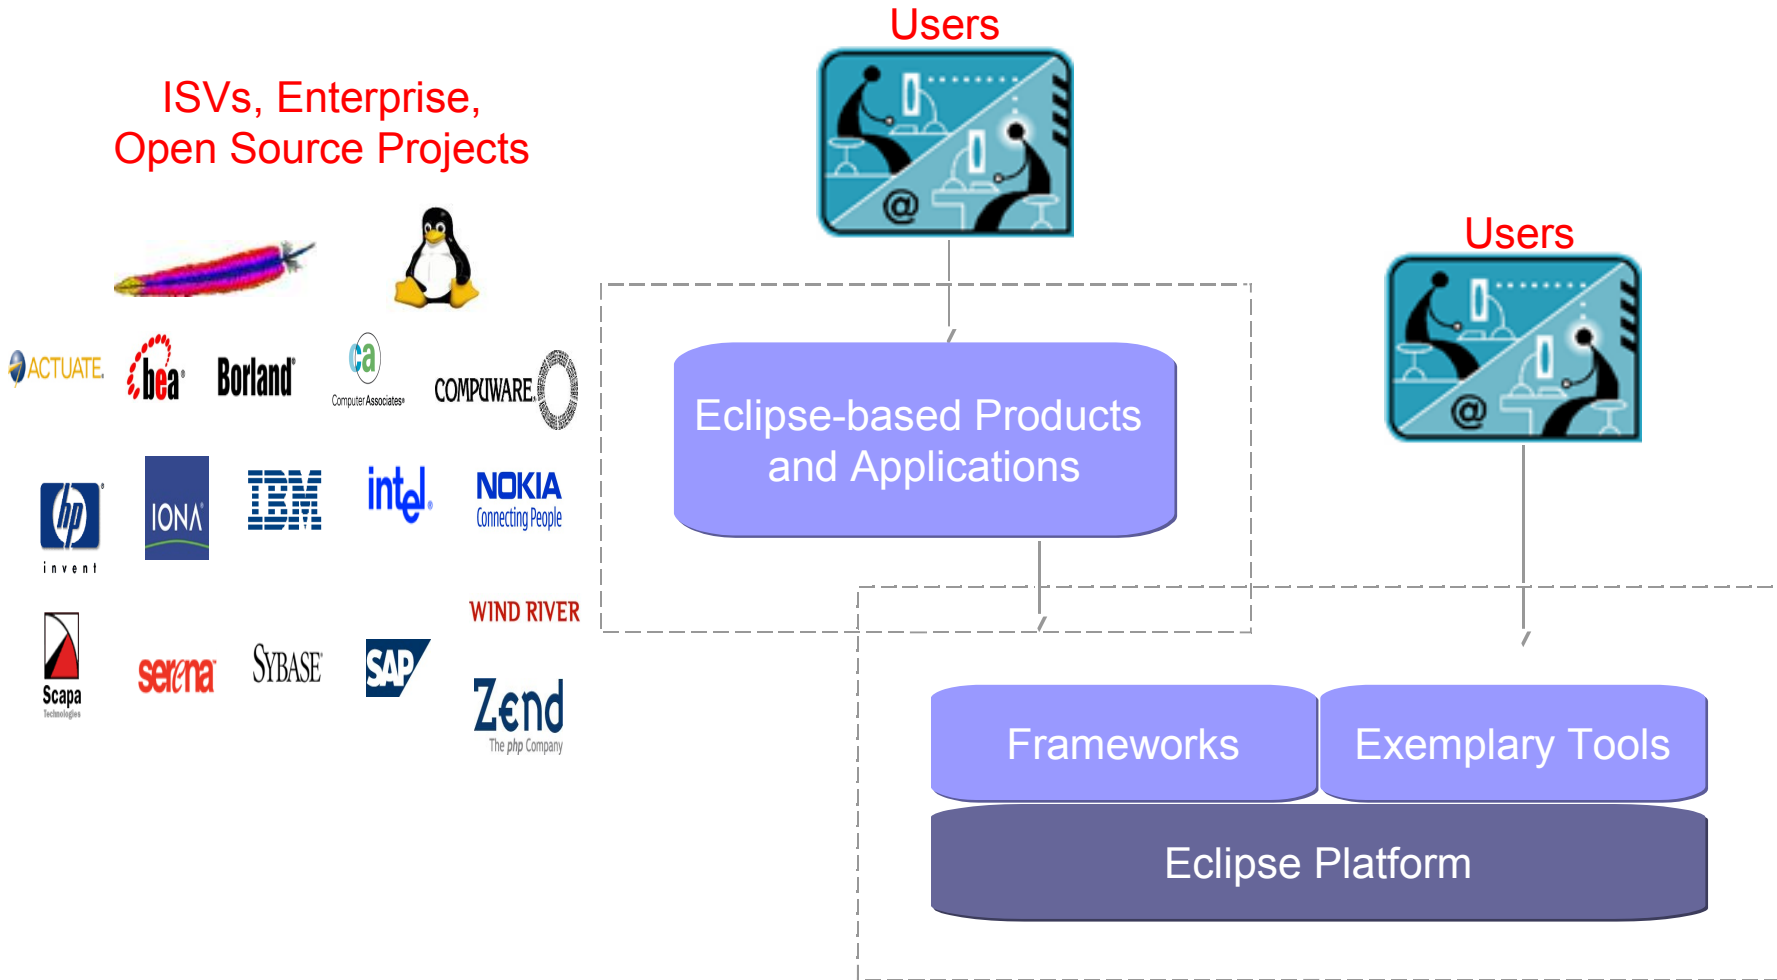 Users
ISVs, Enterprise,
Open Source Projects
Users
ACTUATE.
bea®
Borland®
ca
Computer Associates®
COMPUWARE®
Eclipse-based Products
and Applications
@
@
hp®
invent
IONA®
IBM
intel®
NOKIA
Connecting People
Scapa
Technologies
serena™
SYBASE®
SAP
WIND RIVER
Zend
The php Company
Frameworks
Exemplary Tools
Eclipse Platform